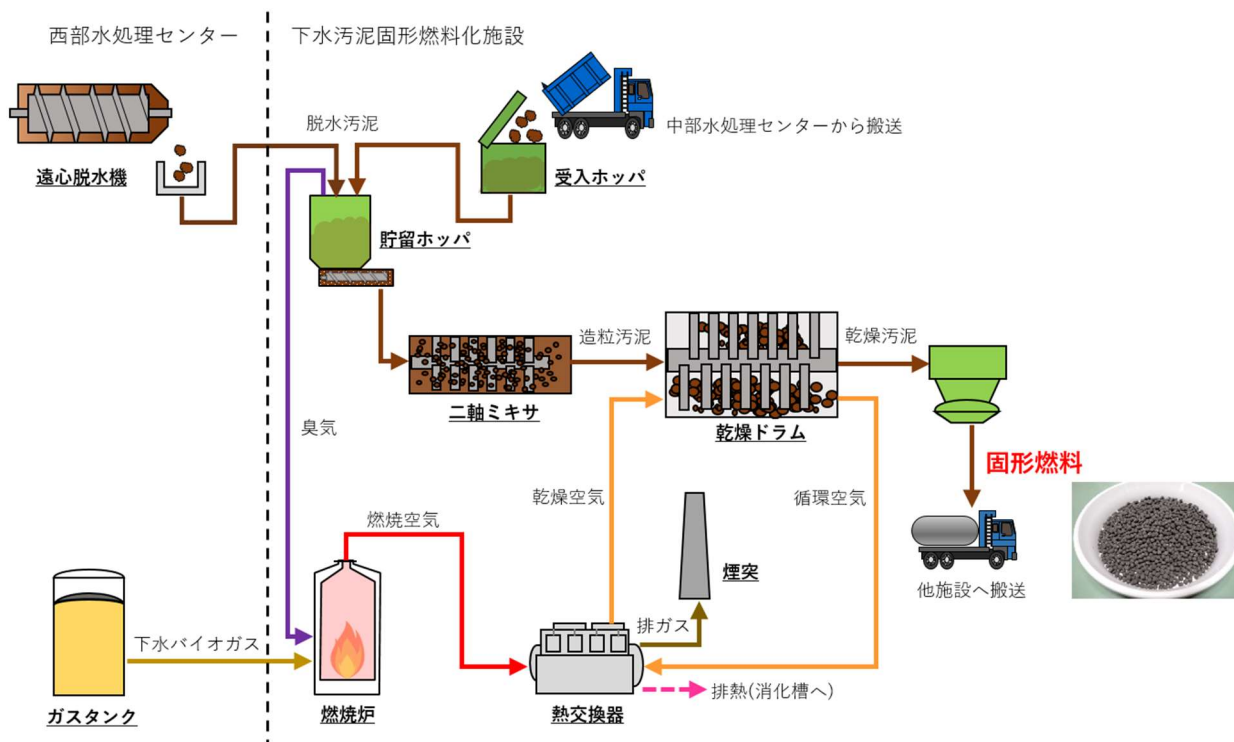 西部水処理センター
下水汚泥固形燃料化施設
脱水汚泥
中部水処理センターから搬送
遠心脱水機
受入ホッパ
貯留ホッパ
造粒汚泥
乾燥汚泥
二軸ミキサ
乾燥ドラム
臭気
固形燃料
乾燥空気
循環空気
燃焼空気
煙突
他施設へ搬送
排ガス
下水バイオガス
排熱(消化槽へ)
ガスタンク
燃焼炉
熱交換器